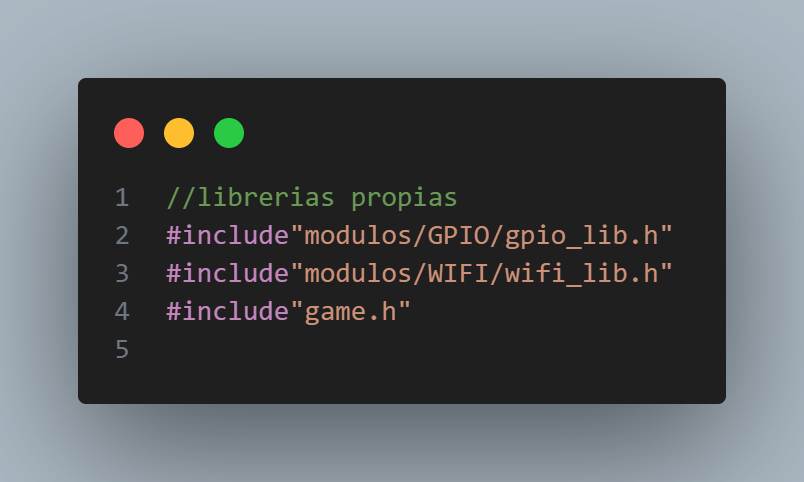 1 //librerias propias
2 #include"modulos/GPIO/gpio_lib.h"
3 #include"modulos/WIFI/wifi_lib.h"
4 #include"game.h"
5